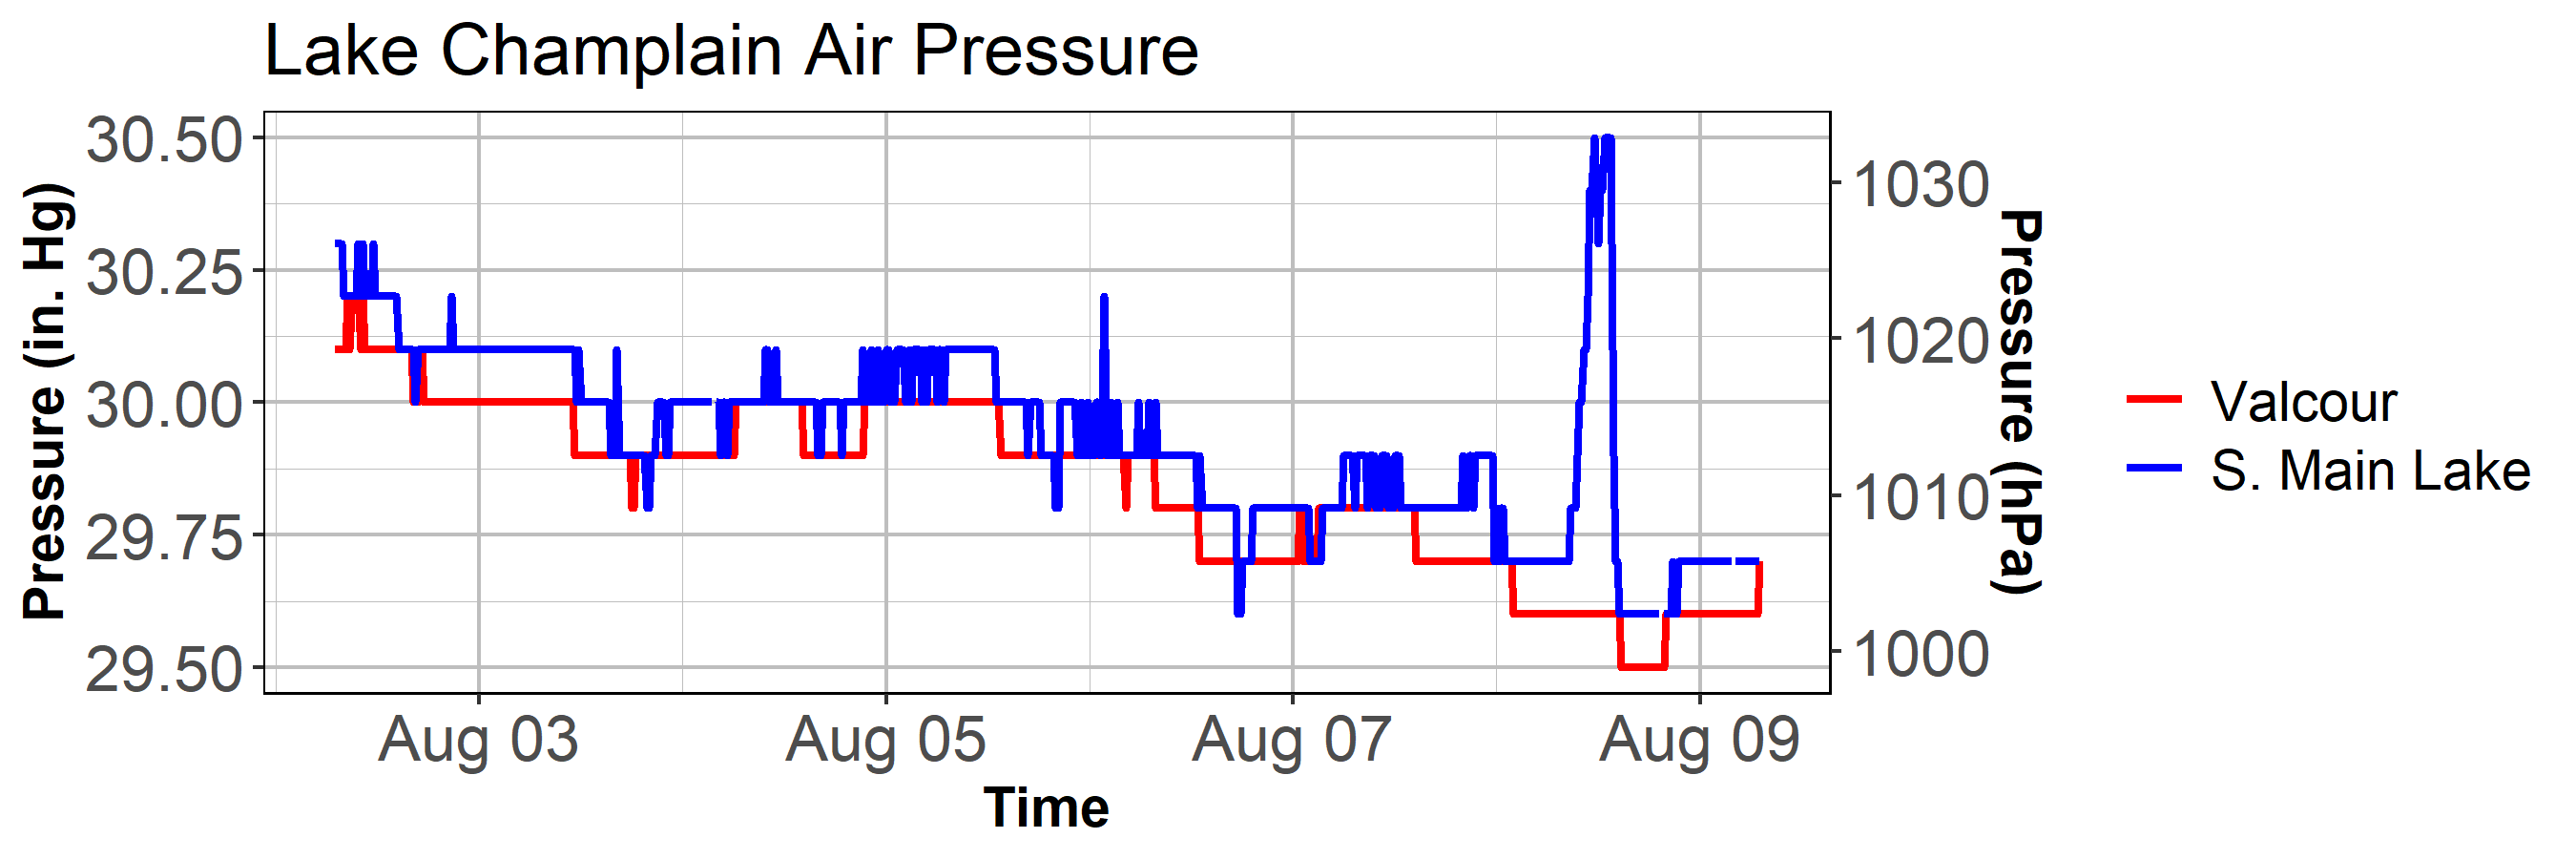 Lake Champlain Air Pressure
Pressure (in. Hg)
30.50
30.25
30.00
29.75
29.50
1030
1020
1010
1000
Pressure (hPa)
Valcour
S. Main Lake
Aug 03
Aug 05
Aug 07
Aug 09
Time